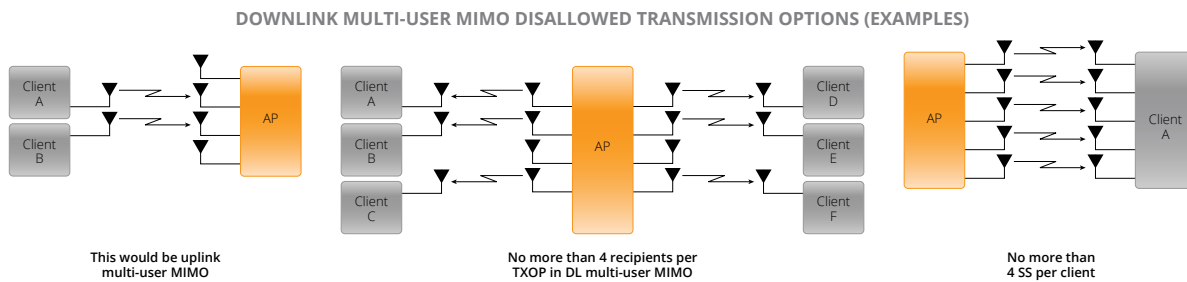 DOWNLINK MULTI-USER MIMO DISALLOWED TRANSMISSION OPTIONS (EXAMPLES)
Client
A
Client
B
AP
This would be uplink
multi-user MIMO
Client
A
Client
B
Client
C
AP
Client
D
Client
E
Client
F
No more than 4 recipients per
TXOP in DL multi-user MIMO
AP
Client
A
No more than
4 SS per client